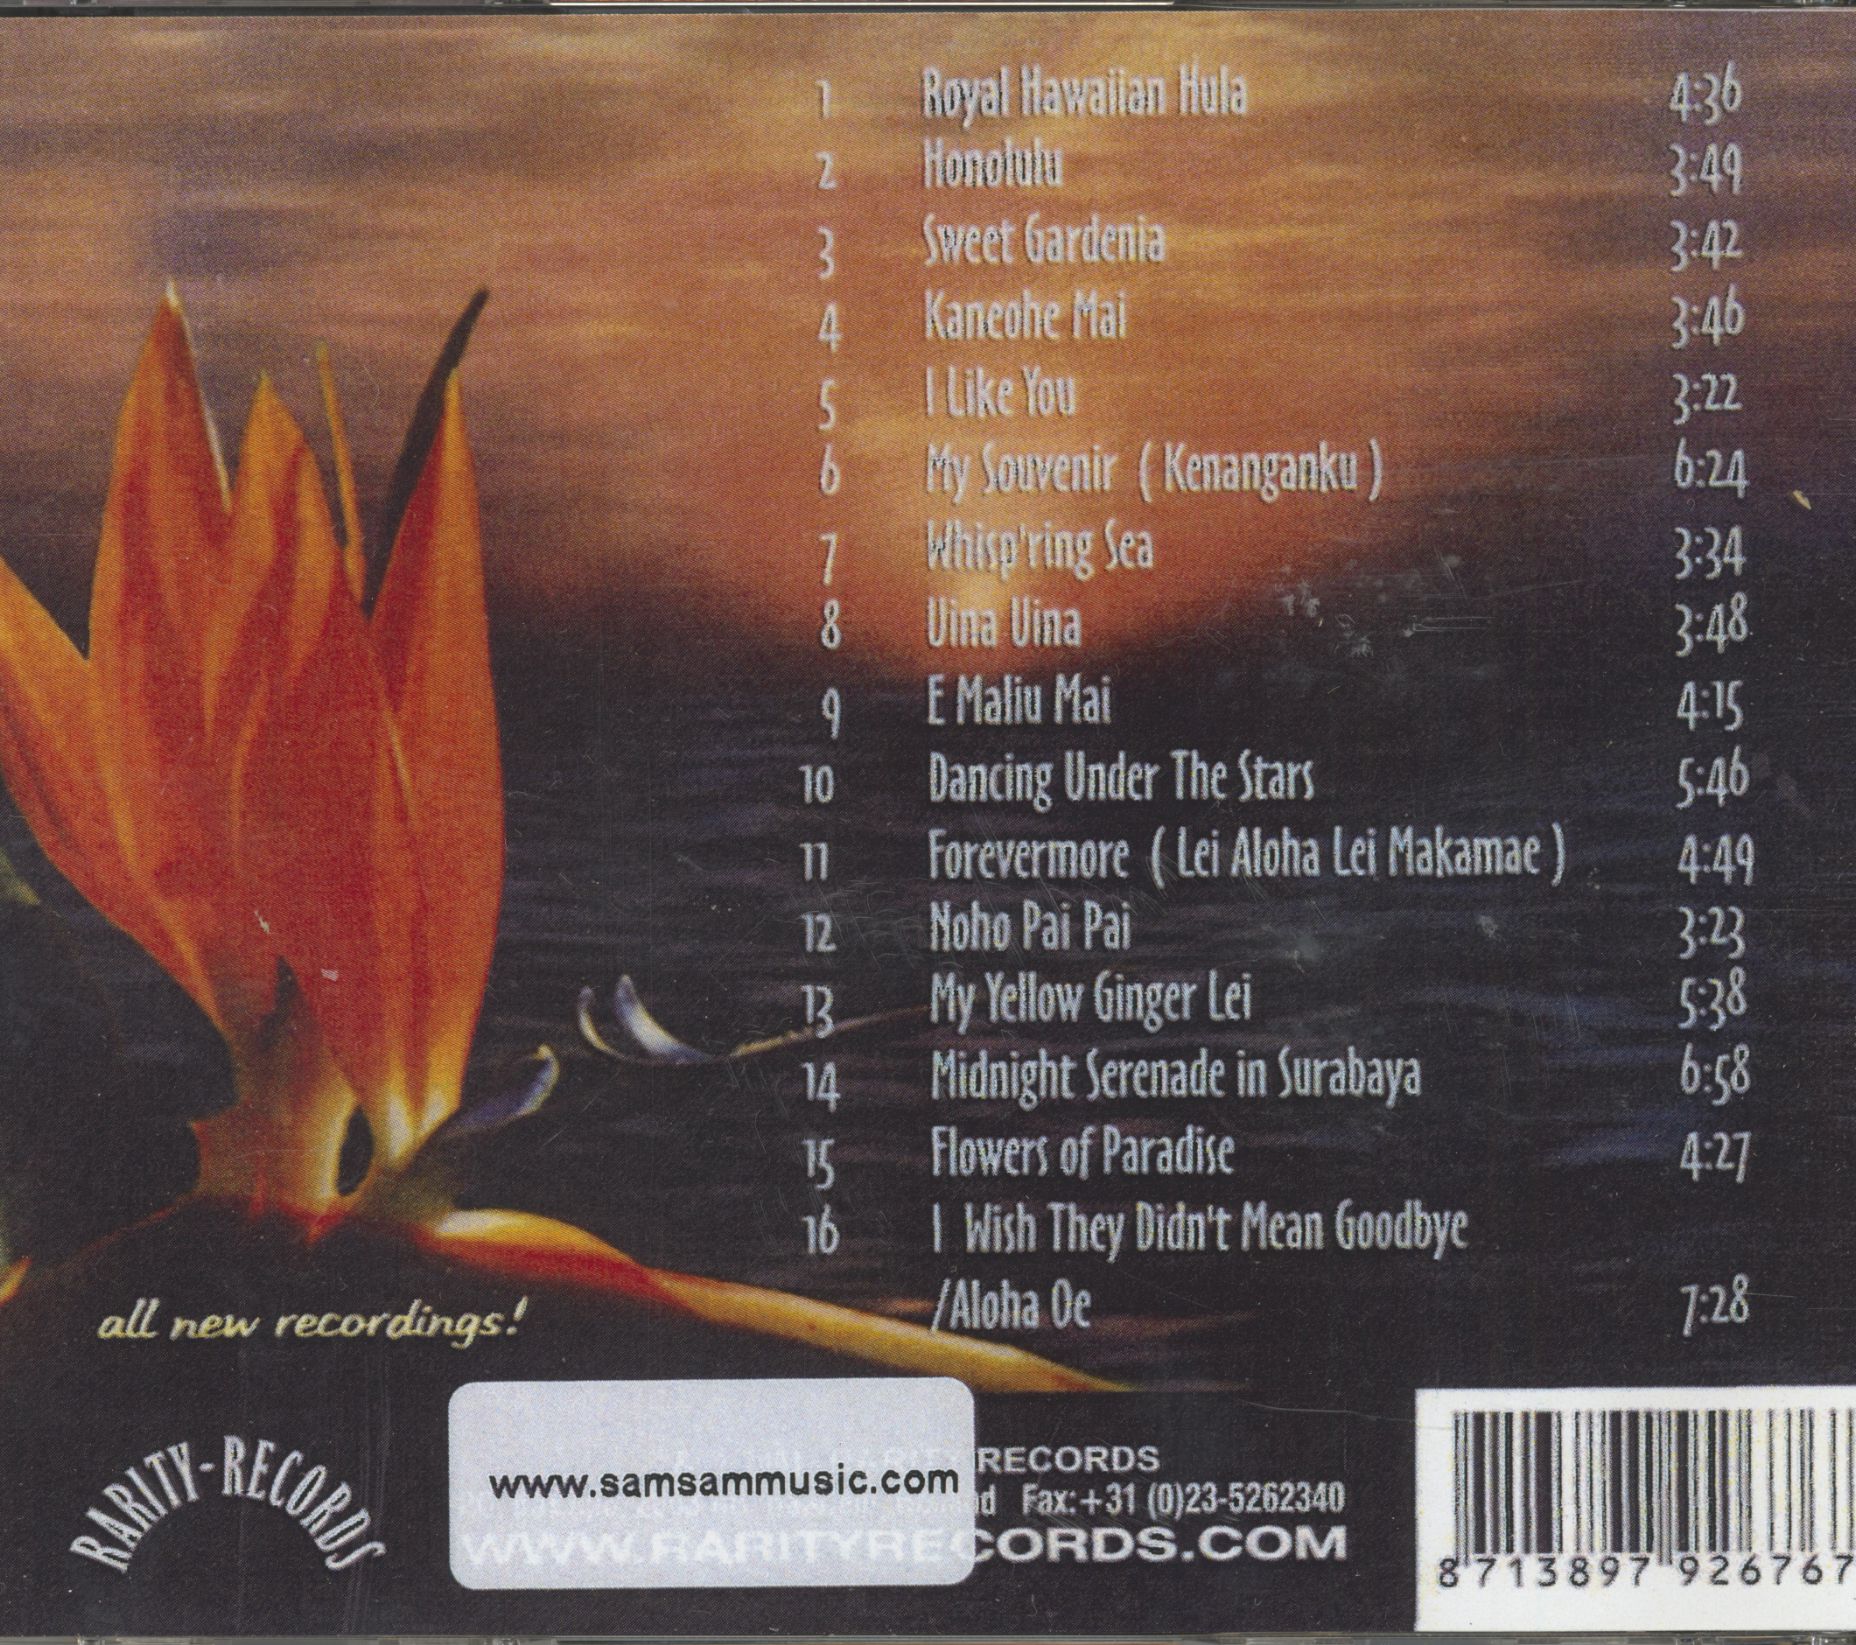 1 Royal Hawaiian Hula 4:36
2 Honolulu 3:49
3 Sweet Gardenia 3:42
4 Kaneohe Mai 3:46
5 I Like You 3:22
6 My Souvenir ( Kenanganku ) 6:24
7 Whisp'ring Sea 3:34
8 Uina Uina 3:48
9 E Maliu Mai 4:15
10 Dancing Under The Stars 5:46
11 Forevermore ( Lei Aloha Lei Makamae ) 4:49
12 Noho Pai Pai 3:23
13 My Yellow Ginger Lei 5:38
14 Midnight Serenade in Surabaya 6:58
15 Flowers of Paradise 4:27
16 I Wish They Didn't Mean Goodbye
/Aloha Oe 7:28
all new recordings!
RARITY-RECORDS
RECORDS
www.samsammusic.com
Fax:+31 (0)23-5262340
WWW.RARITYRECORDS.COM
8713897 926767